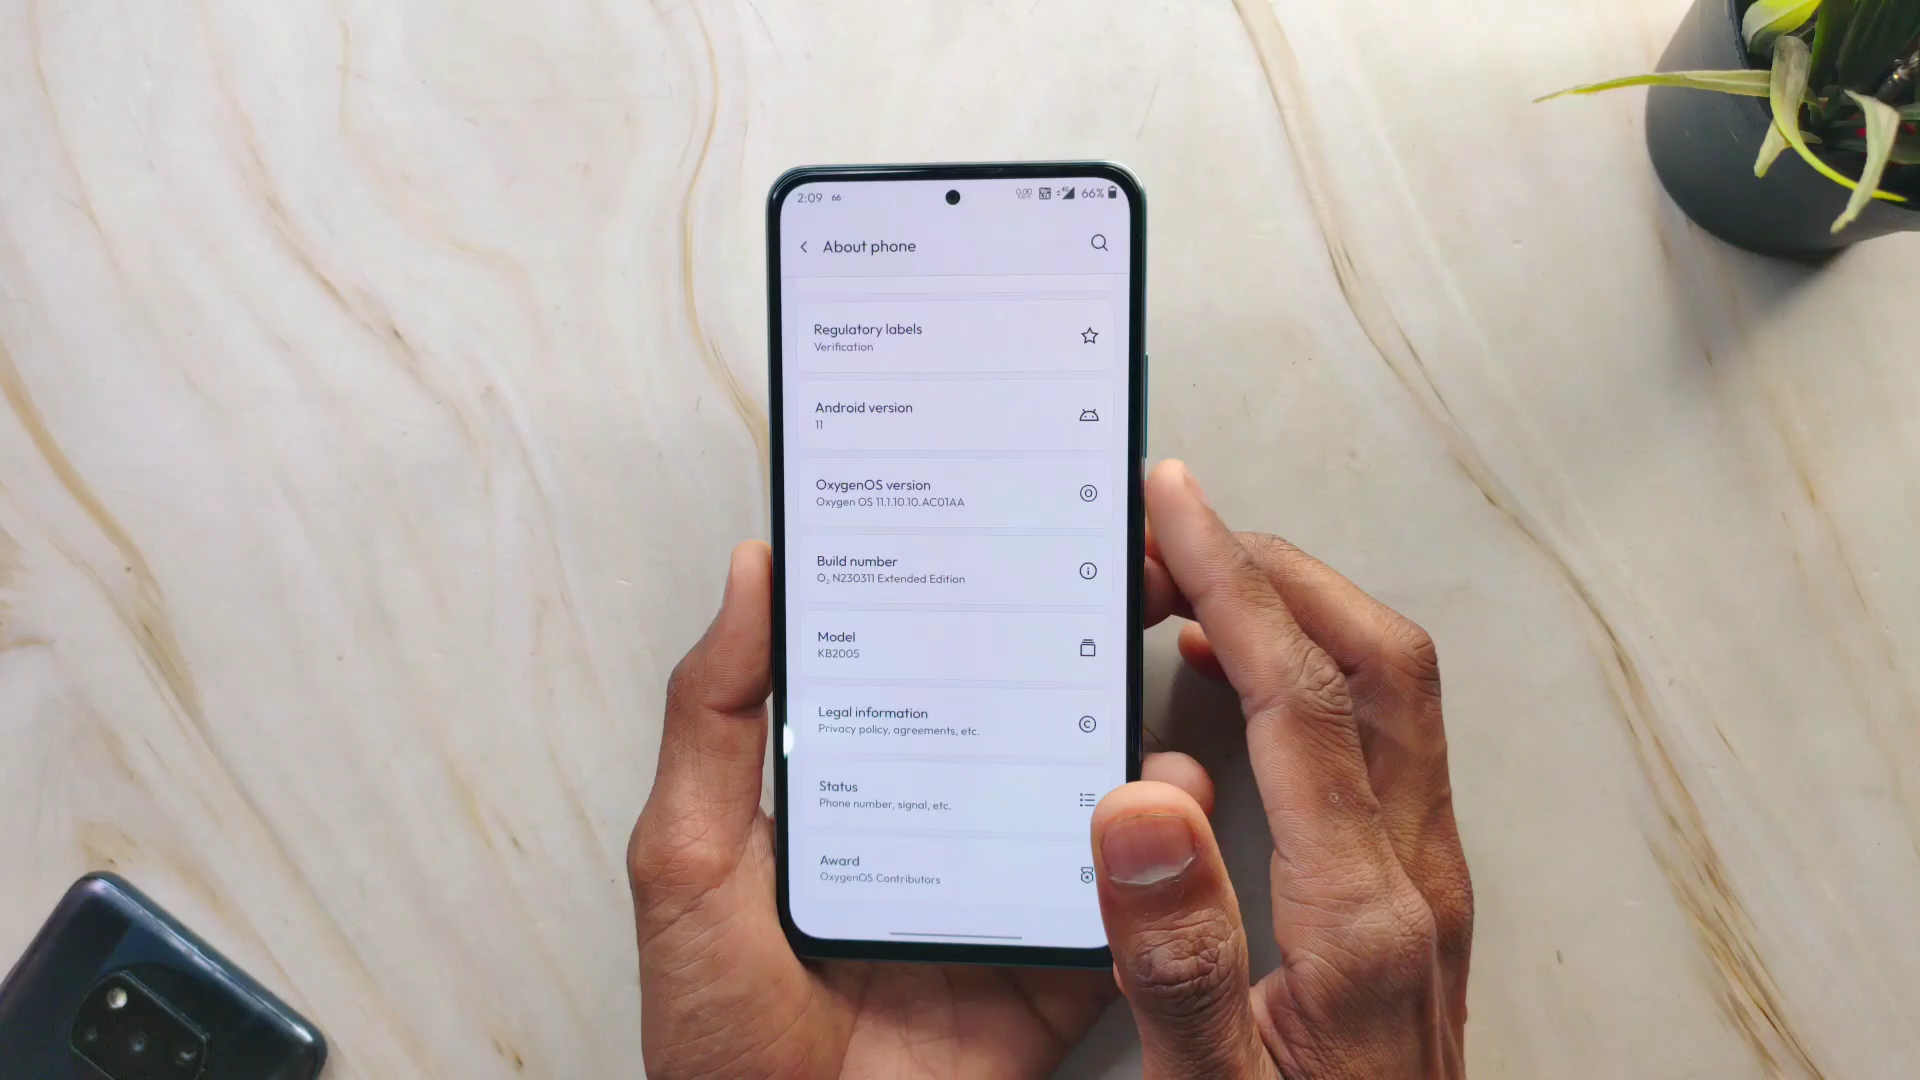 2:09 66 66%
About phone
Regulatory labels
Verification
Android version
11
OxygenOS version
Oxygen OS 11.1.10.10.AC01AA
Build number
O₂ N230311 Extended Edition
Model
KB2005
Legal information
Privacy policy, agreements, etc.
Status
Phone number, signal, etc.
Award
OxygenOS Contributors